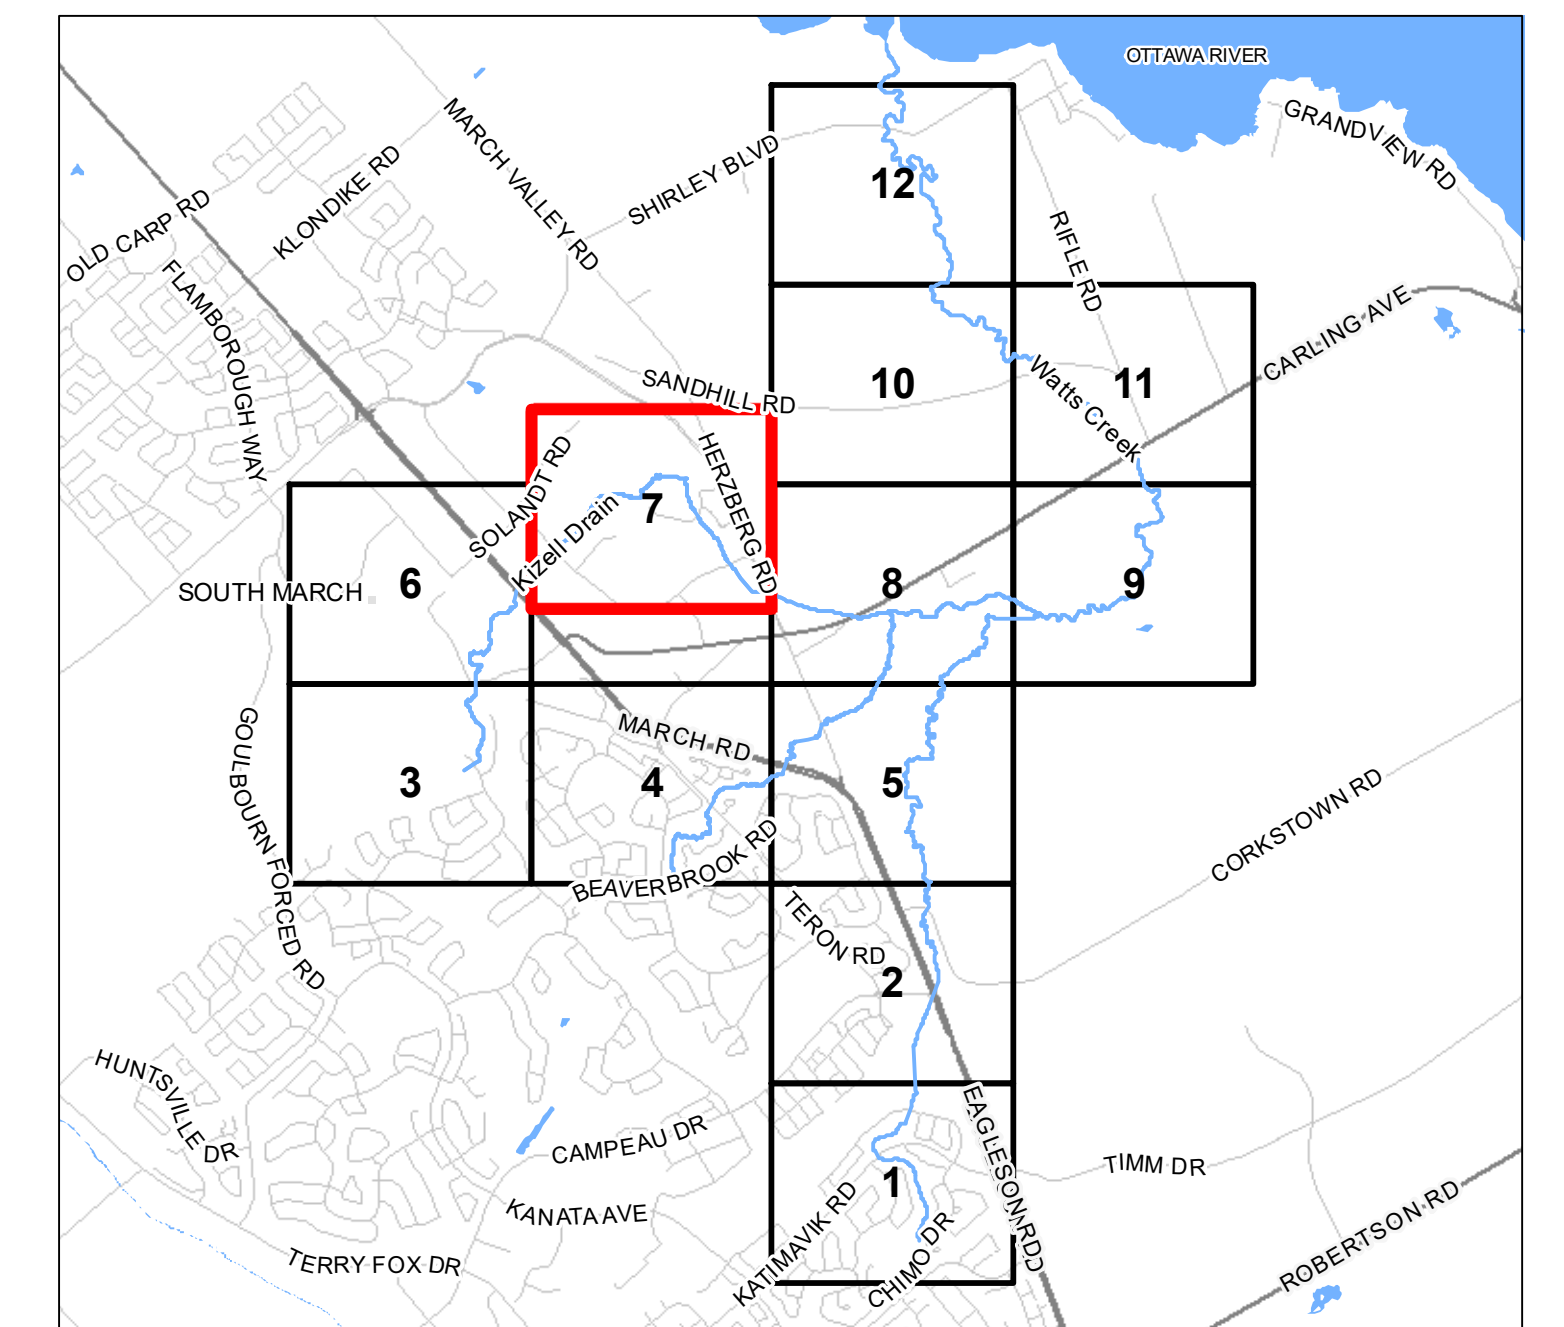 OTTAWA RIVER
GRANDVIEW RD
MARCH VALLEY RD
SHIRLEY BLVD
KLONDIKE RD
OLD CARP RD
12
RIFLE RD
FLAMBOROUGH WAY
CARLING AVE
SANDHILL RD
10
11
Watts Creek
HERZBERG RD
SOLANDT RD
7
Kizell Drain
SOUTH MARCH
6
8
9
GOULBOURN FORCED RD
MARCH RD
3
4
5
BEAVERBROOK RD
CORKSTOWN RD
TERON RD
2
HUNTSVILLE DR
CAMPEAU DR
EAGLESON RD
TIMM DR
1
KATIMAVIK RD
CHIMO DR
KANATA AVE
TERRY FOX DR
ROBERTSON RD